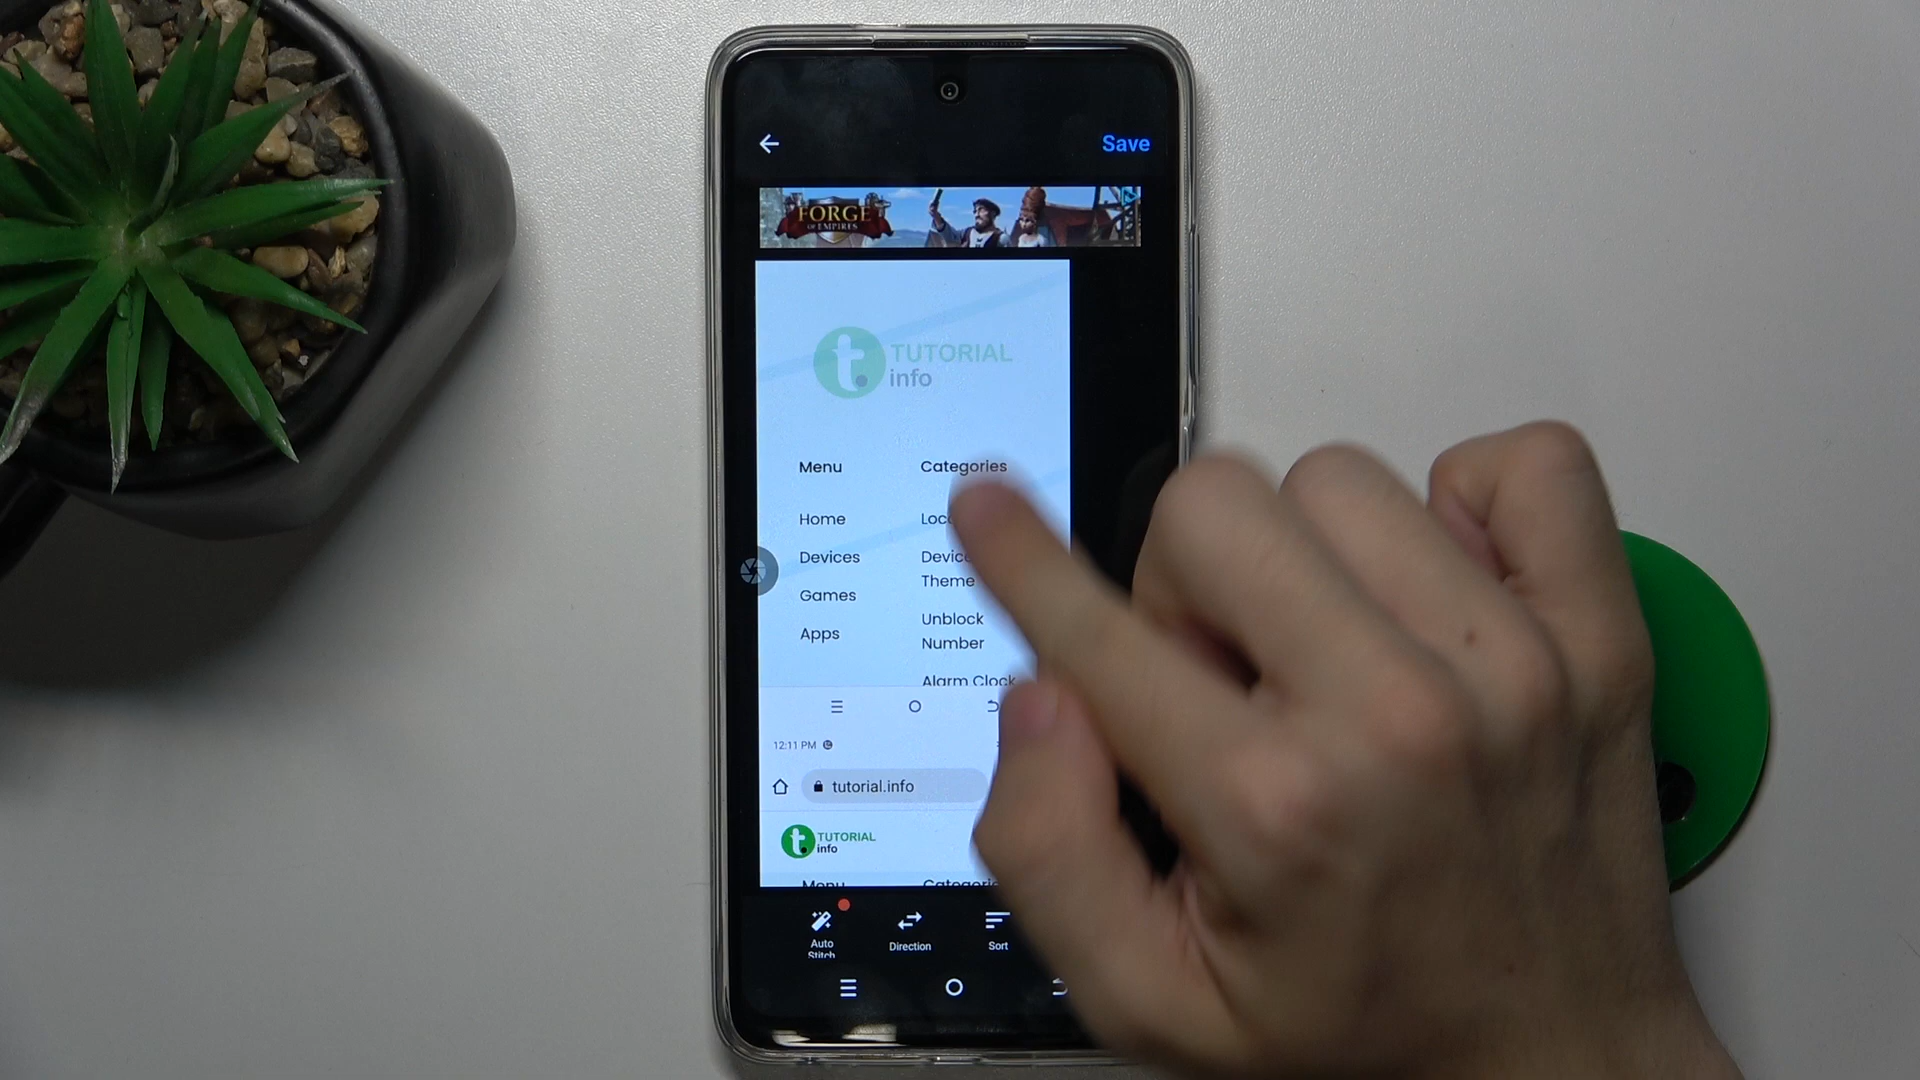 Save
FORGE
OF EMPIRES
TUTORIAL
info
Menu
Categories
Home
Devices
Theme
Games
Unblock
Number
Apps
Alarm Clock
12:11 PM
tutorial.info
TUTORIAL
info
Menu
Auto
Stitch
Direction
Sort